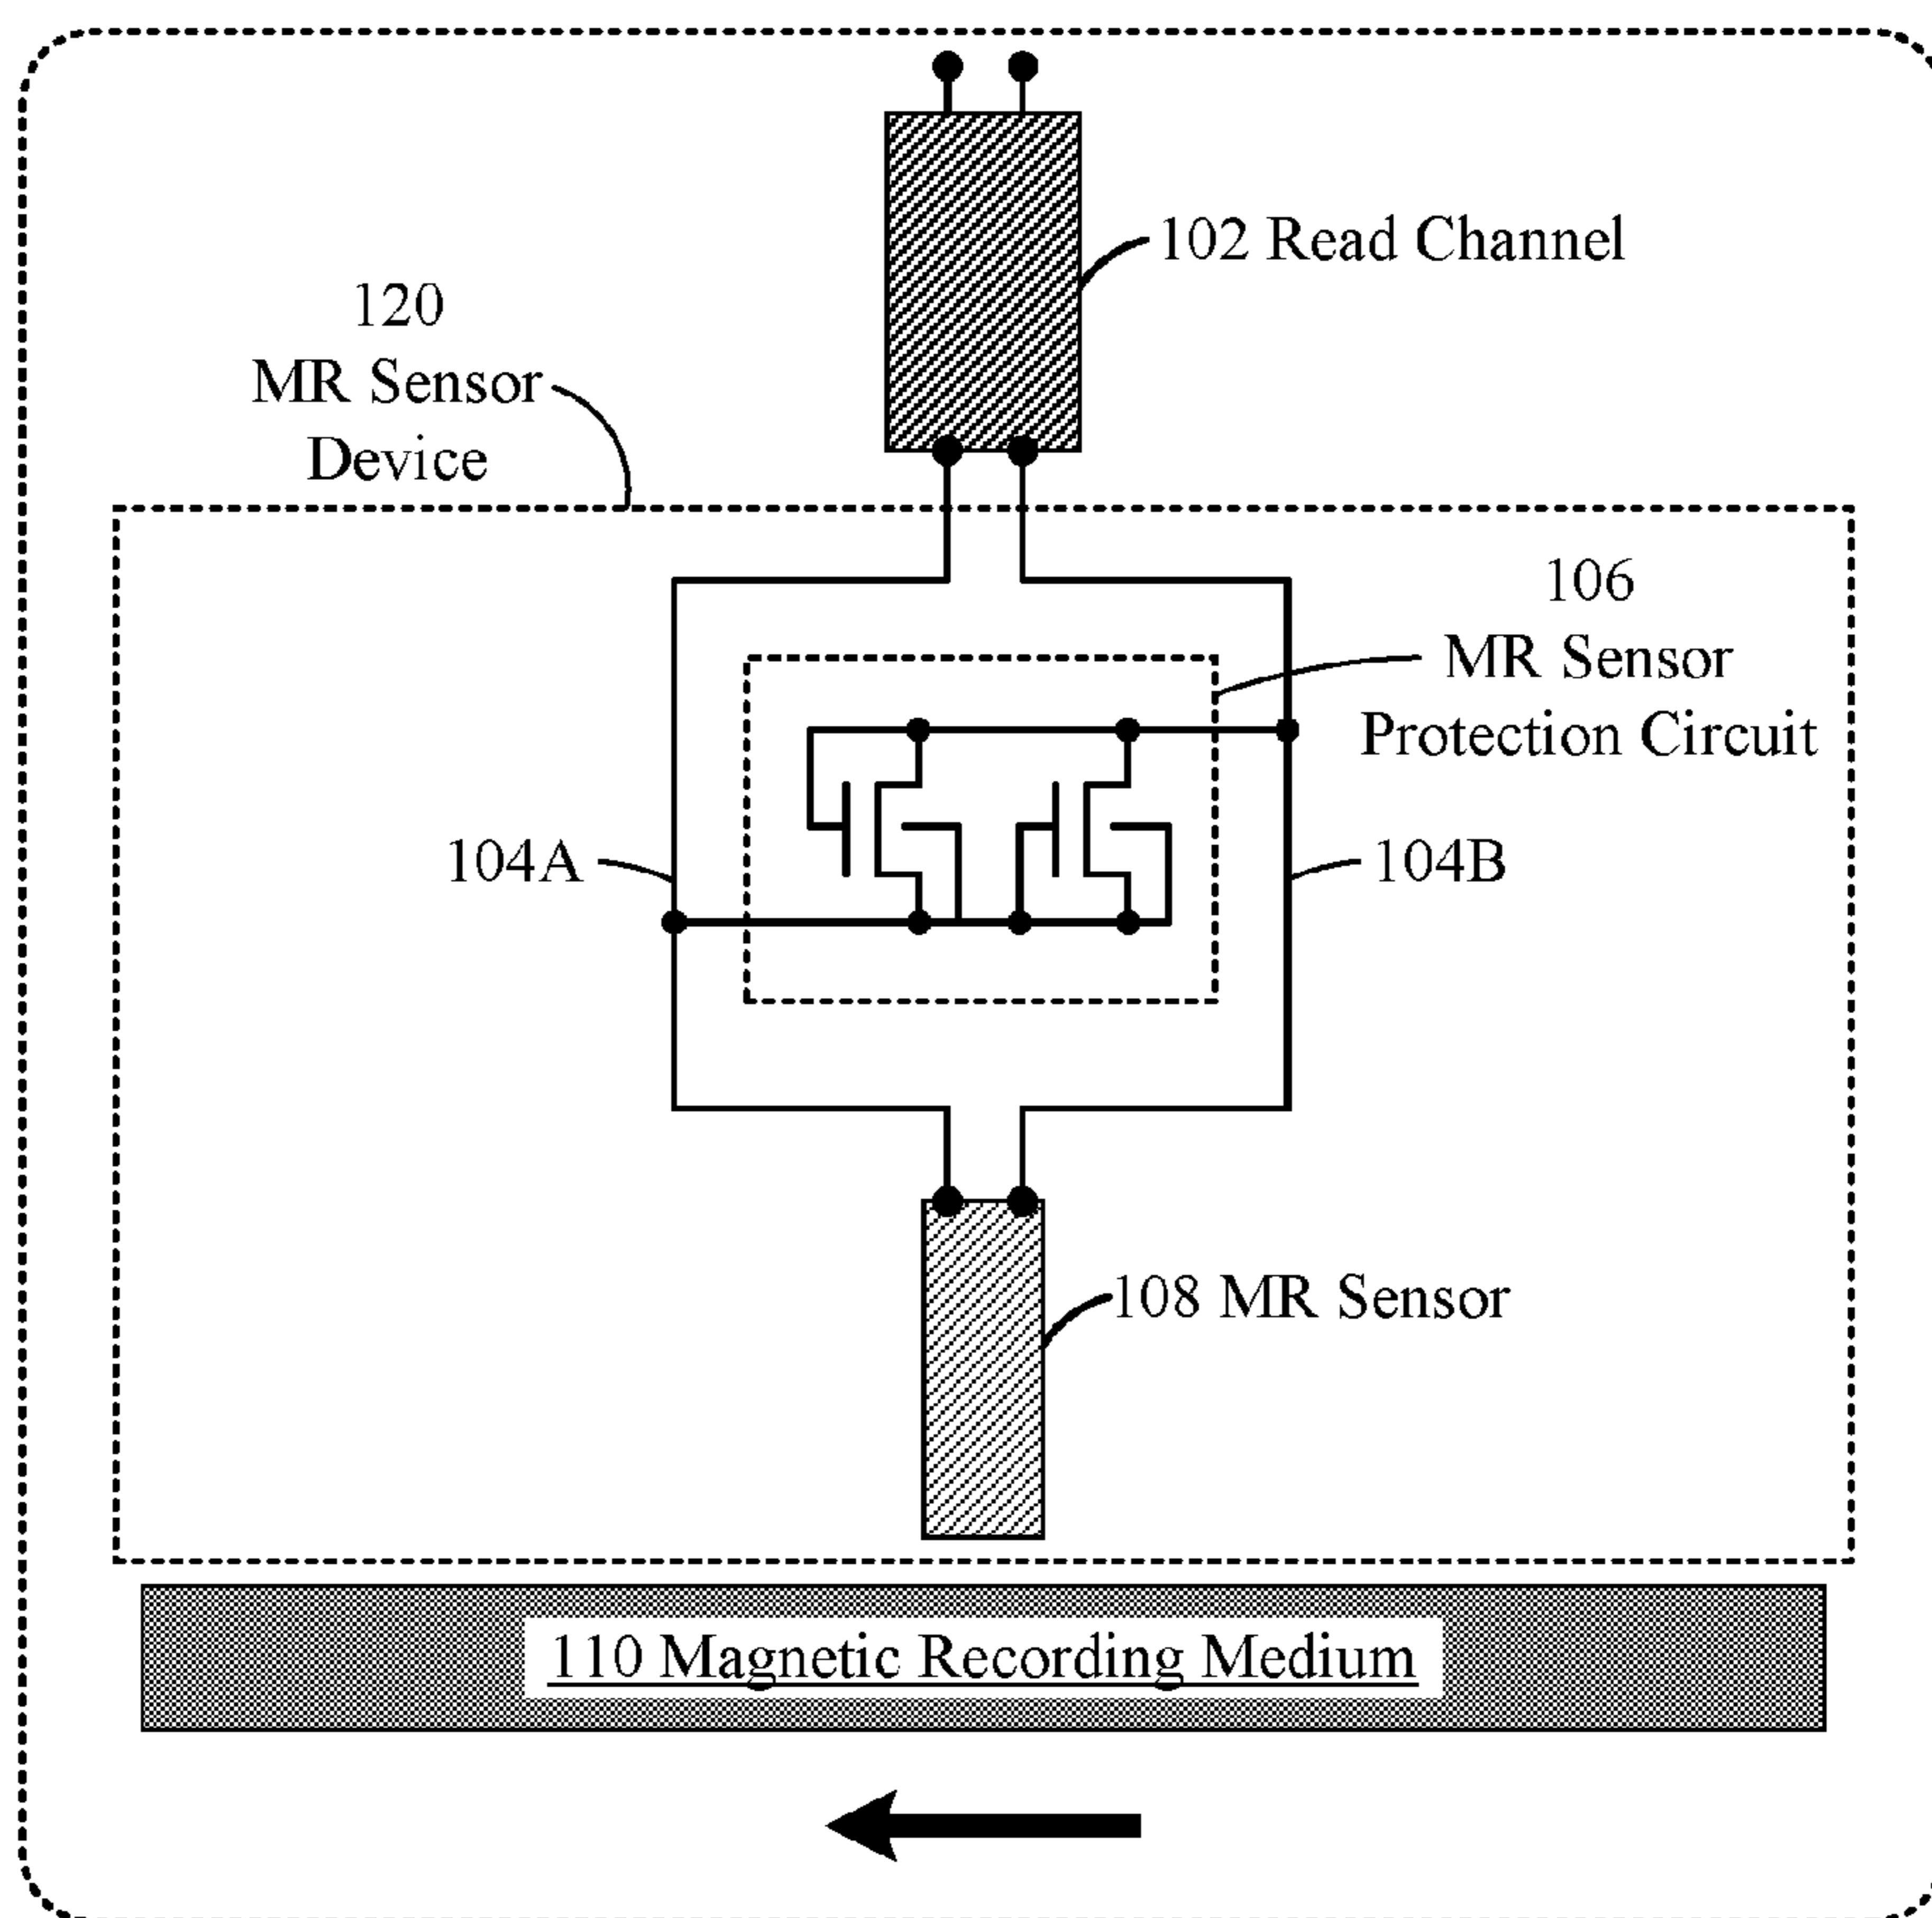 102 Read Channel
120
MR Sensor
Device
106
MR Sensor
Protection Circuit
104A
104B
108 MR Sensor
110 Magnetic Recording Medium